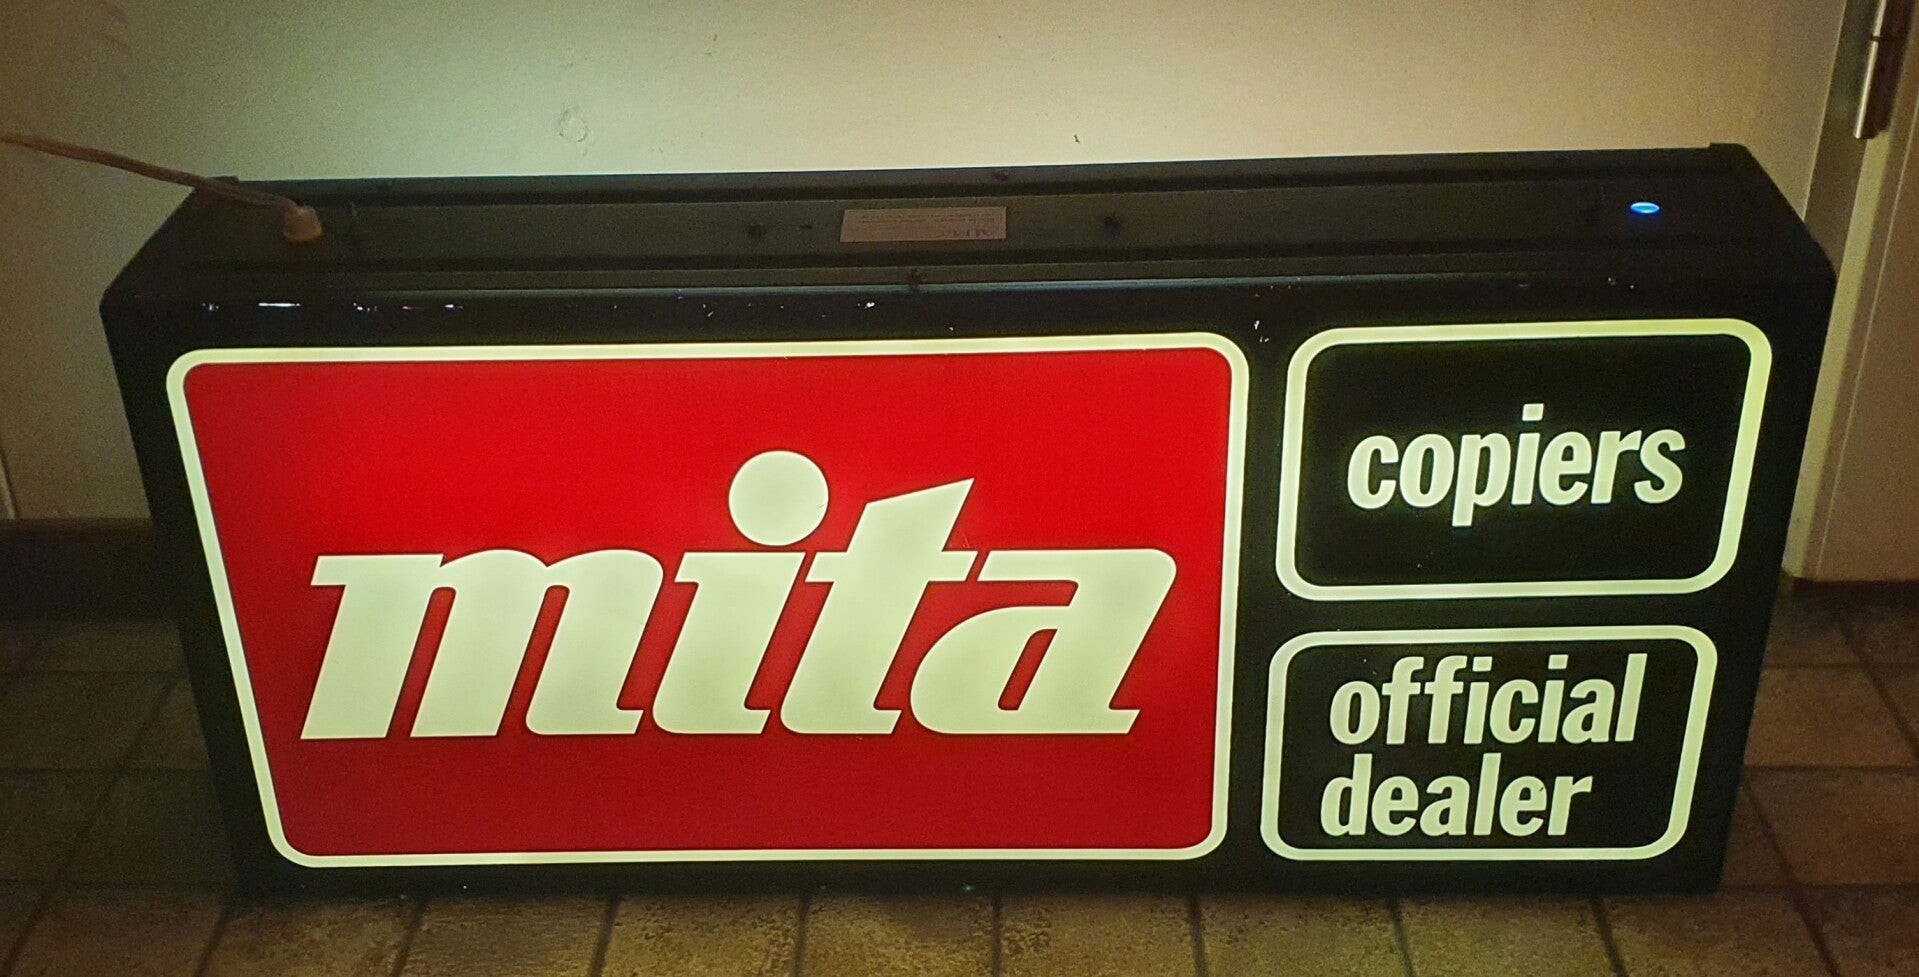 mita
copiers
official
dealer